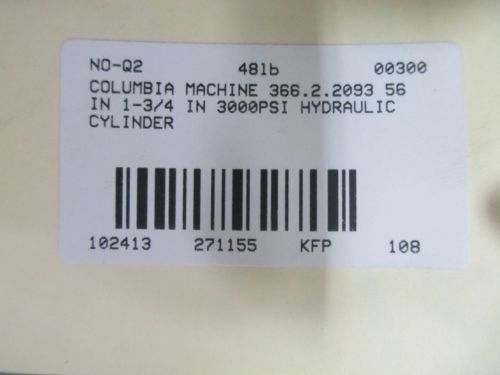 NO-Q2 48lb 00300
COLUMBIA MACHINE 366.2.2093 56
IN 1-3/4 IN 3000PSI HYDRAULIC
CYLINDER
102413 271155 KFP 108